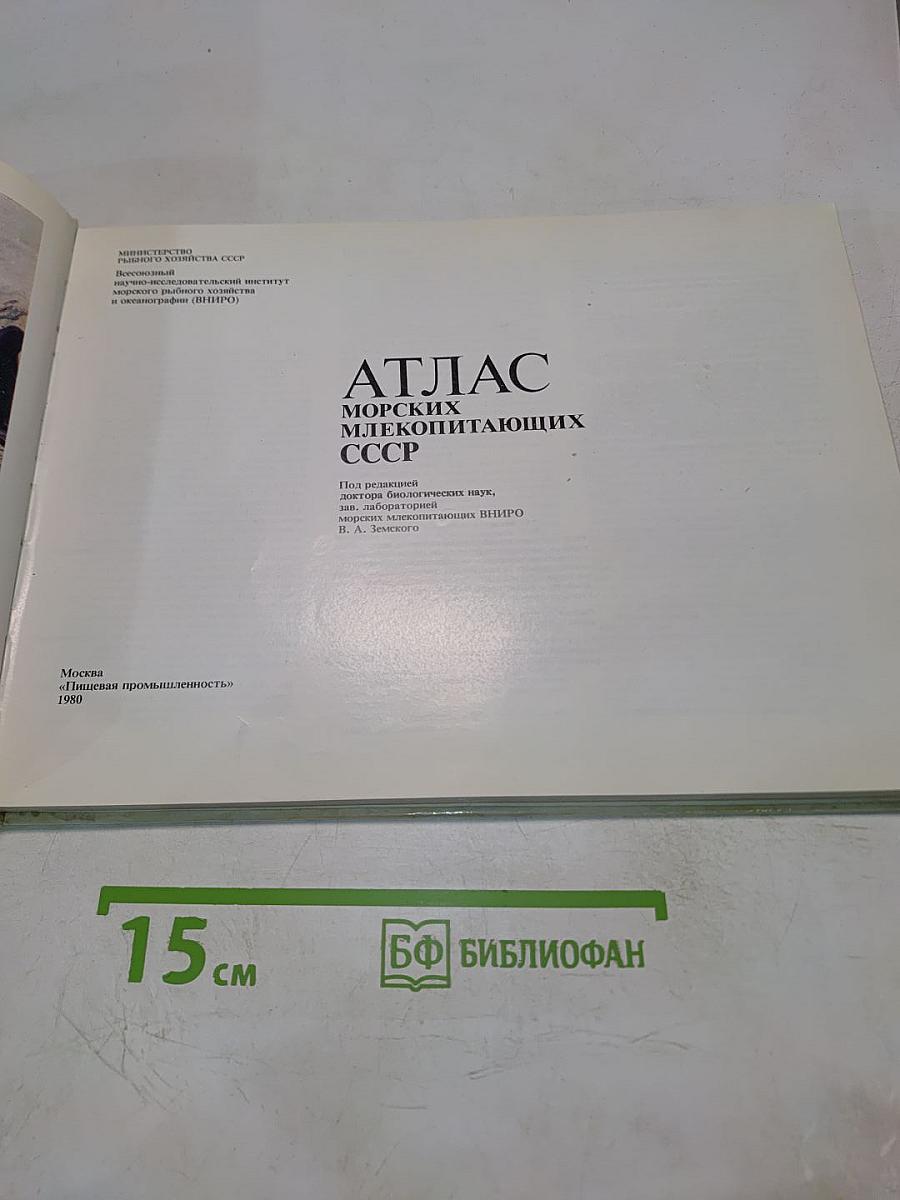 МИНИСТЕРСТВО
РЫБНОГО ХОЗЯЙСТВА СССР
Всесоюзный
научно-исследовательский институт
морского рыбного хозяйства
и океанографии (ВНИРО)
АТЛАС
МОРСКИХ
МЛЕКОПИТАЮЩИХ
СССР
Под редакцией
доктора биологических наук,
зав. лабораторией
морских млекопитающих ВНИРО
В. А. Земского
Москва
«Пищевая промышленность»
1980
15 см
БФ БИБЛИОФАН